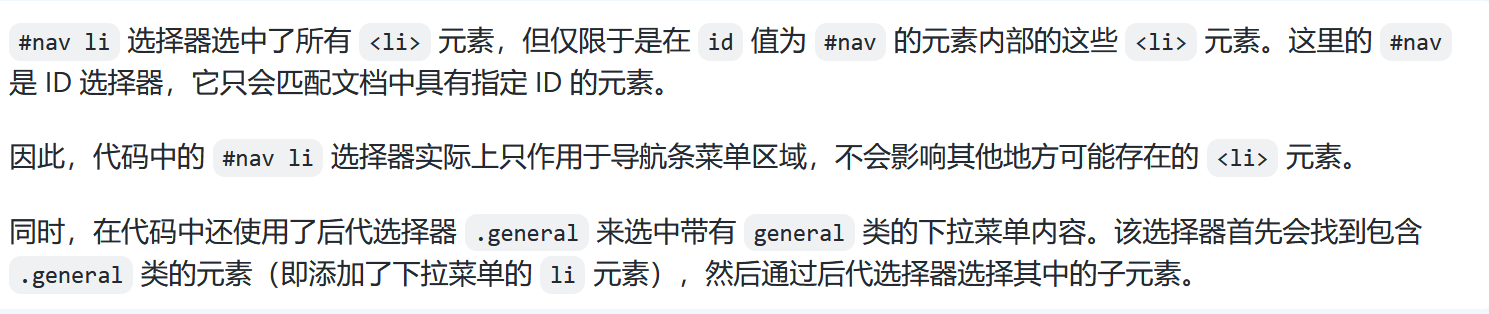 #nav li 选择器选中了所有 <li> 元素，但仅限于是在 id 值为 #nav 的元素内部的这些 <li> 元素。这里的 #nav
是 ID 选择器，它只会匹配文档中具有指定 ID 的元素。
因此，代码中的 #nav li 选择器实际上只作用于导航条菜单区域，不会影响其他地方可能存在的 <li> 元素。
同时，在代码中还使用了后代选择器 .general 来选中带有 general 类的下拉菜单内容。该选择器首先会找到包含
.general 类的元素（即添加了下拉菜单的 li 元素），然后通过后代选择器选择其中的子元素。